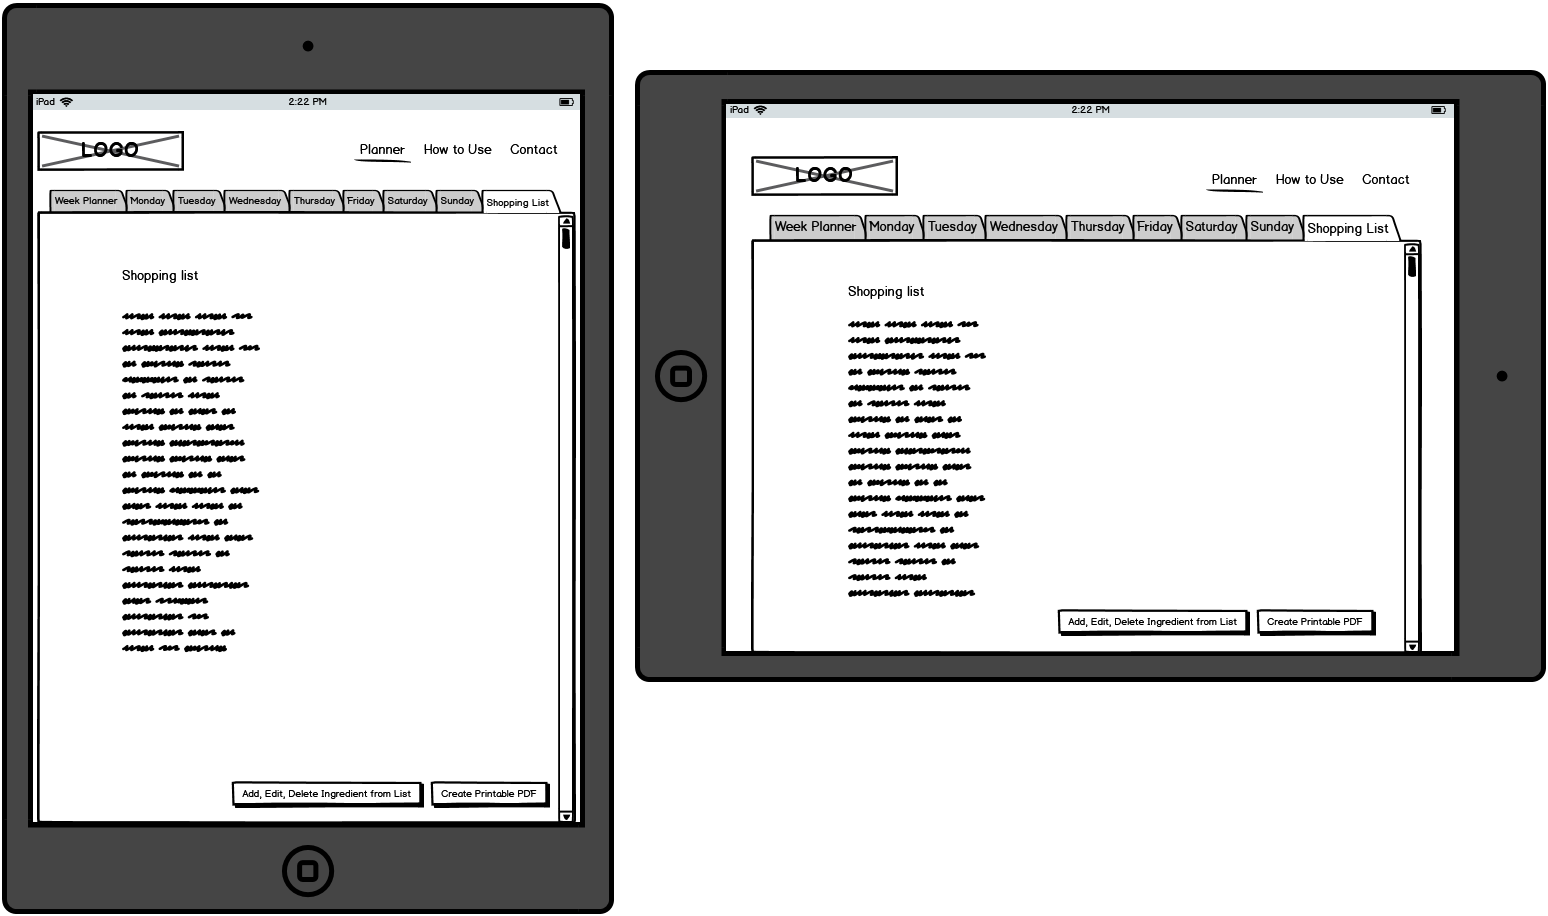 iPad 2:22 PM
LOGO
Planner How to Use Contact
Week Planner Monday Tuesday Wednesday Thursday Friday Saturday Sunday Shopping List
Shopping list
Add, Edit, Delete Ingredient from List Create Printable PDF
iPad 2:22 PM
LOGO
Planner How to Use Contact
Week Planner Monday Tuesday Wednesday Thursday Friday Saturday Sunday Shopping List
Shopping list
Add, Edit, Delete Ingredient from List Create Printable PDF